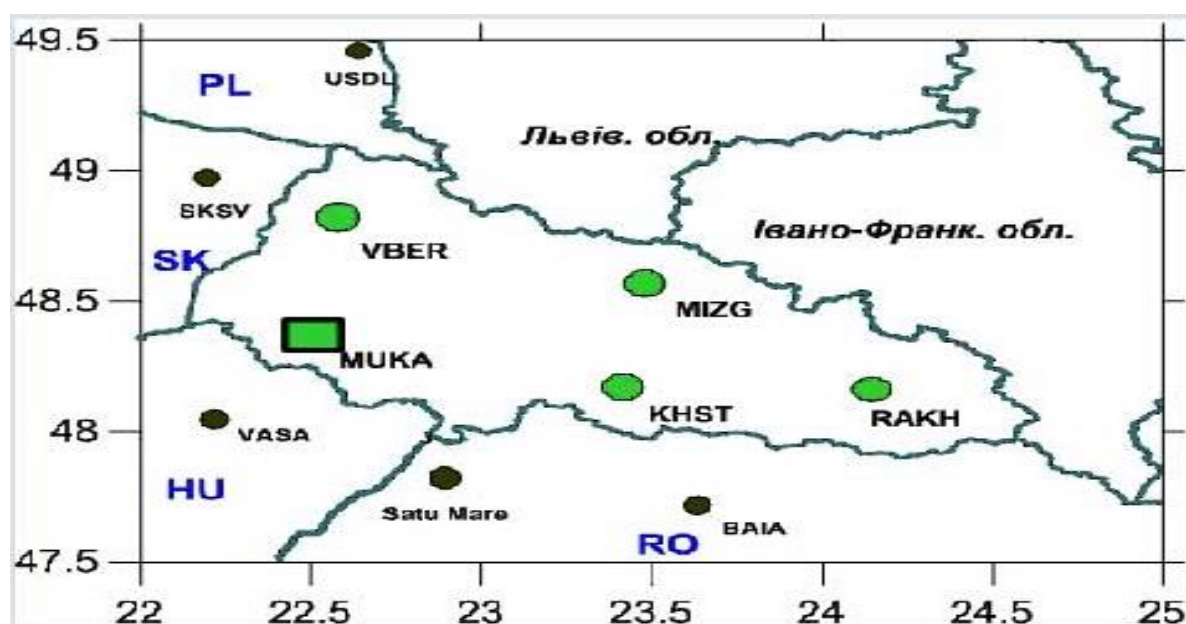 49.5
USDL
PL
Львів. обл.
49
SKSV
VBER
Івано-Франк. обл.
SK
48.5
MIZG
MUKA
KHST
RAKH
48
VASA
HU
Satu Mare
BAIA
RO
47.5
22
22.5
23
23.5
24
24.5
25